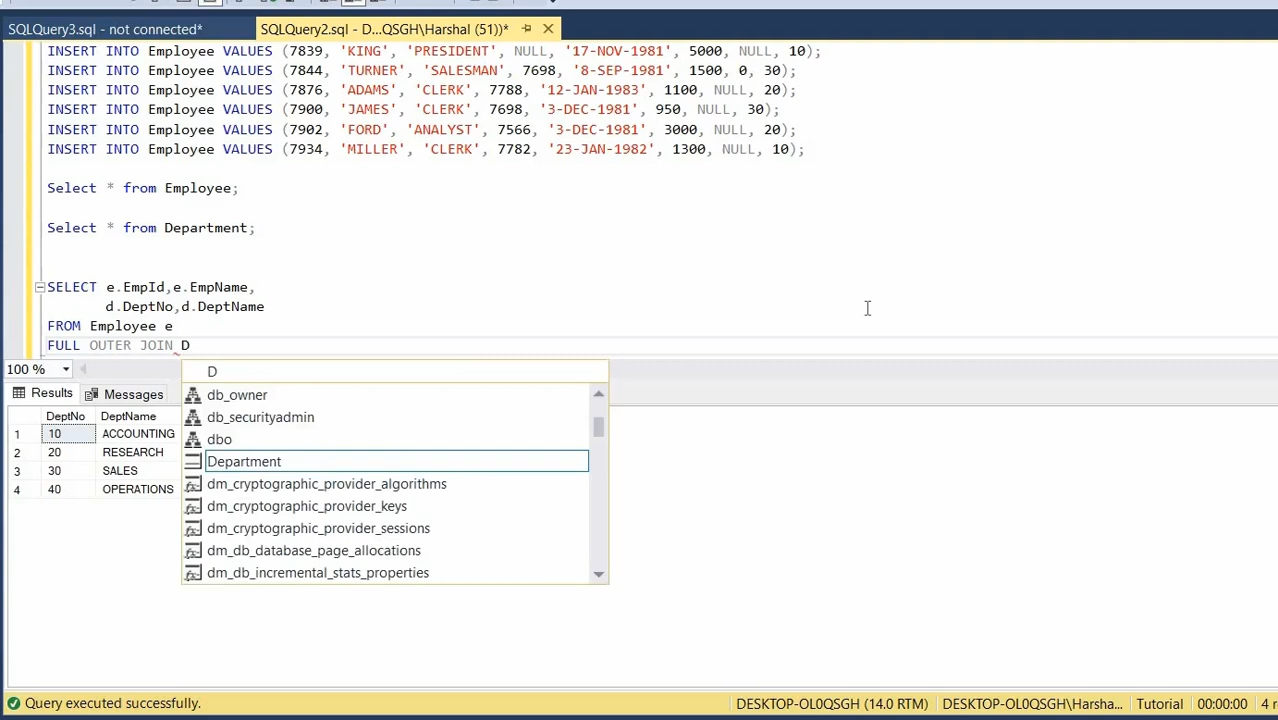 SQLQuery3.sql - not connected*
SQLQuery2.sql - D...QSGH\Harshal (51))*
INSERT INTO Employee VALUES (7839, 'KING', 'PRESIDENT', NULL, '17-NOV-1981', 5000, NULL, 10);
INSERT INTO Employee VALUES (7844, 'TURNER', 'SALESMAN', 7698, '8-SEP-1981', 1500, 0, 30);
INSERT INTO Employee VALUES (7876, 'ADAMS', 'CLERK', 7788, '12-JAN-1983', 1100, NULL, 20);
INSERT INTO Employee VALUES (7900, 'JAMES', 'CLERK', 7698, '3-DEC-1981', 950, NULL, 30);
INSERT INTO Employee VALUES (7902, 'FORD', 'ANALYST', 7566, '3-DEC-1981', 3000, NULL, 20);
INSERT INTO Employee VALUES (7934, 'MILLER', 'CLERK', 7782, '23-JAN-1982', 1300, NULL, 10);
Select * from Employee;
Select * from Department;
SELECT e.EmpId,e.EmpName,
d.DeptNo,d.DeptName
FROM Employee e
FULL OUTER JOIN D
100 %
D
db_owner
db_securityadmin
dbo
Department
dm_cryptographic_provider_algorithms
dm_cryptographic_provider_keys
dm_cryptographic_provider_sessions
dm_db_database_page_allocations
dm_db_incremental_stats_properties
Results Messages
DeptNo DeptName
1 10 ACCOUNTING
2 20 RESEARCH
3 30 SALES
4 40 OPERATIONS
Query executed successfully. DESKTOP-OL0QSGH (14.0 RTM) DESKTOP-OL0QSGH\Harsha... Tutorial 00:00:00 4 r